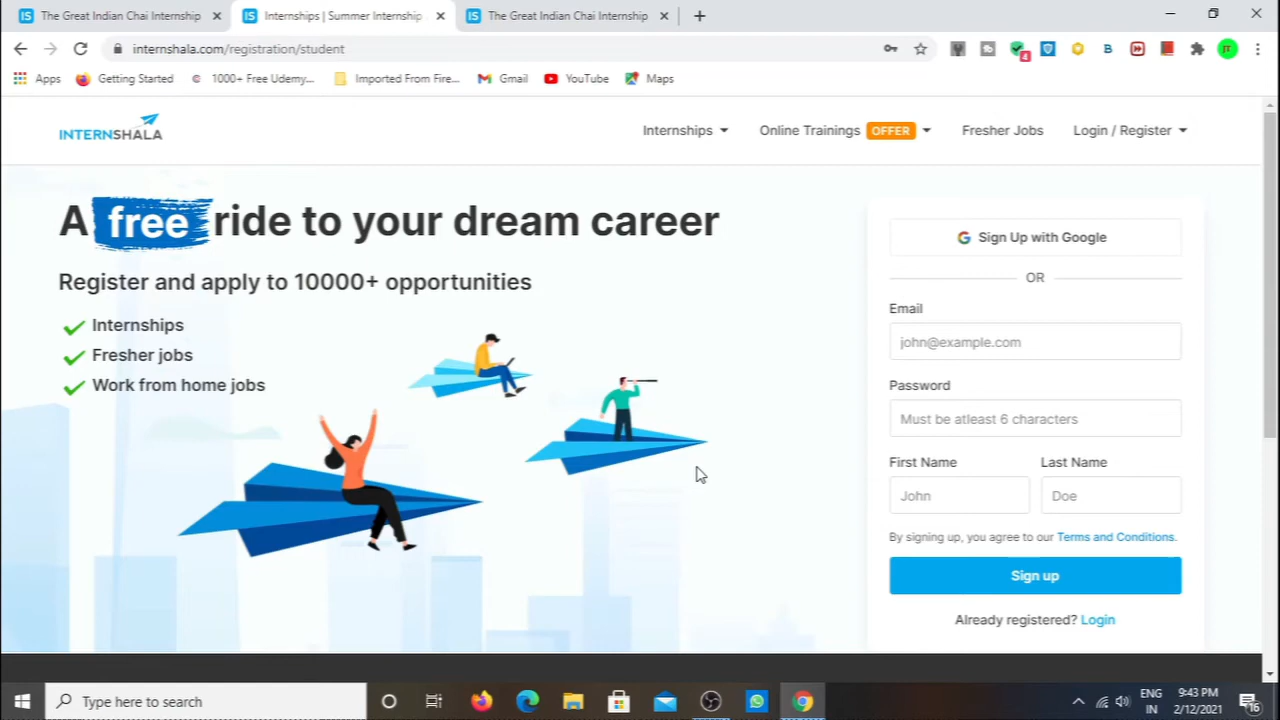 The Great Indian Chai Internship
Internships | Summer Internship
The Great Indian Chai Internship
internshala.com/registration/student
4
JT
Apps
Getting Started
1000+ Free Udemy...
Imported From Fire...
Gmail
YouTube
Maps
INTERNSHALA
Internships
Online Trainings OFFER
Fresher Jobs
Login / Register
A free ride to your dream career
Register and apply to 10000+ opportunities
Internships
Fresher jobs
Work from home jobs
Sign Up with Google
OR
Email
john@example.com
Password
Must be atleast 6 characters
First Name Last Name
John Doe
By signing up, you agree to our Terms and Conditions.
Sign up
Already registered? Login
Type here to search
ENG
IN
9:43 PM
2/12/2021
16